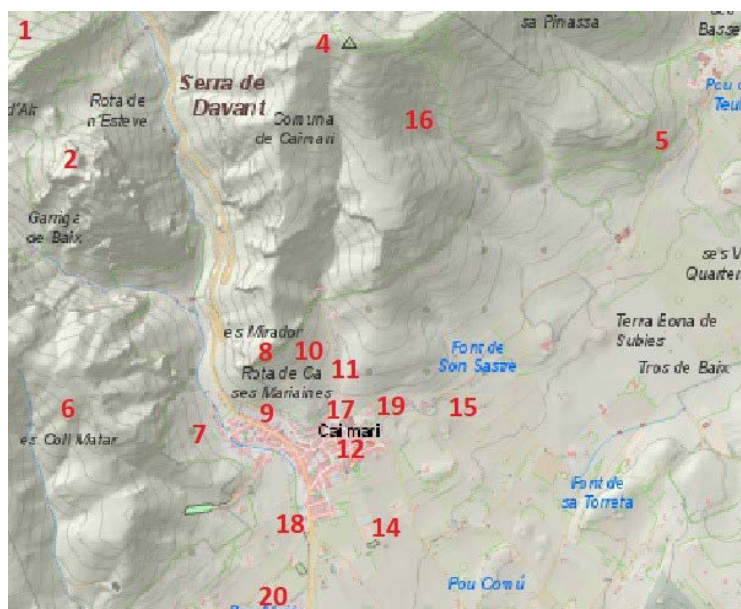 1
4
sa Pinassa
Basse
Serra de
Davant
Rota de
n'Esteve
Pou d
Teul
d'Alt
Comuna
de Caimari
16
5
2
Garriga
de Baix
ses V
Quarter
es Mirador
Terra Bona de
Subies
8
10
Font de
Son Sastre
11
Rota de Ca
ses Mariaines
Tros de Baix
6
9
17
19
15
es Coll Matar
7
Caimari
12
Font de
sa Torreta
18
14
Pou Comú
20